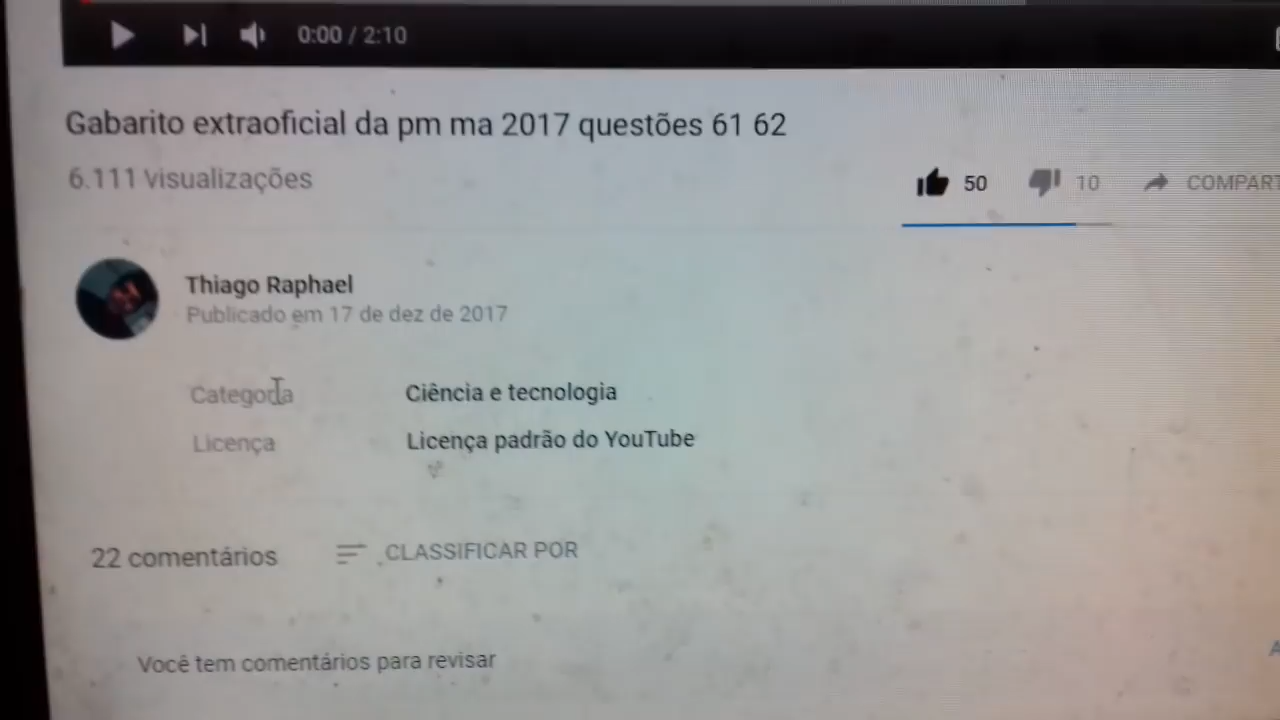 0:00 / 2:10
Gabarito extraoficial da pm ma 2017 questões 61 62
6.111 visualizações
50
10
COMPART
Thiago Raphael
Publicado em 17 de dez de 2017
Categoria
Ciência e tecnologia
Licença
Licença padrão do YouTube
22 comentários
CLASSIFICAR POR
Você tem comentários para revisar